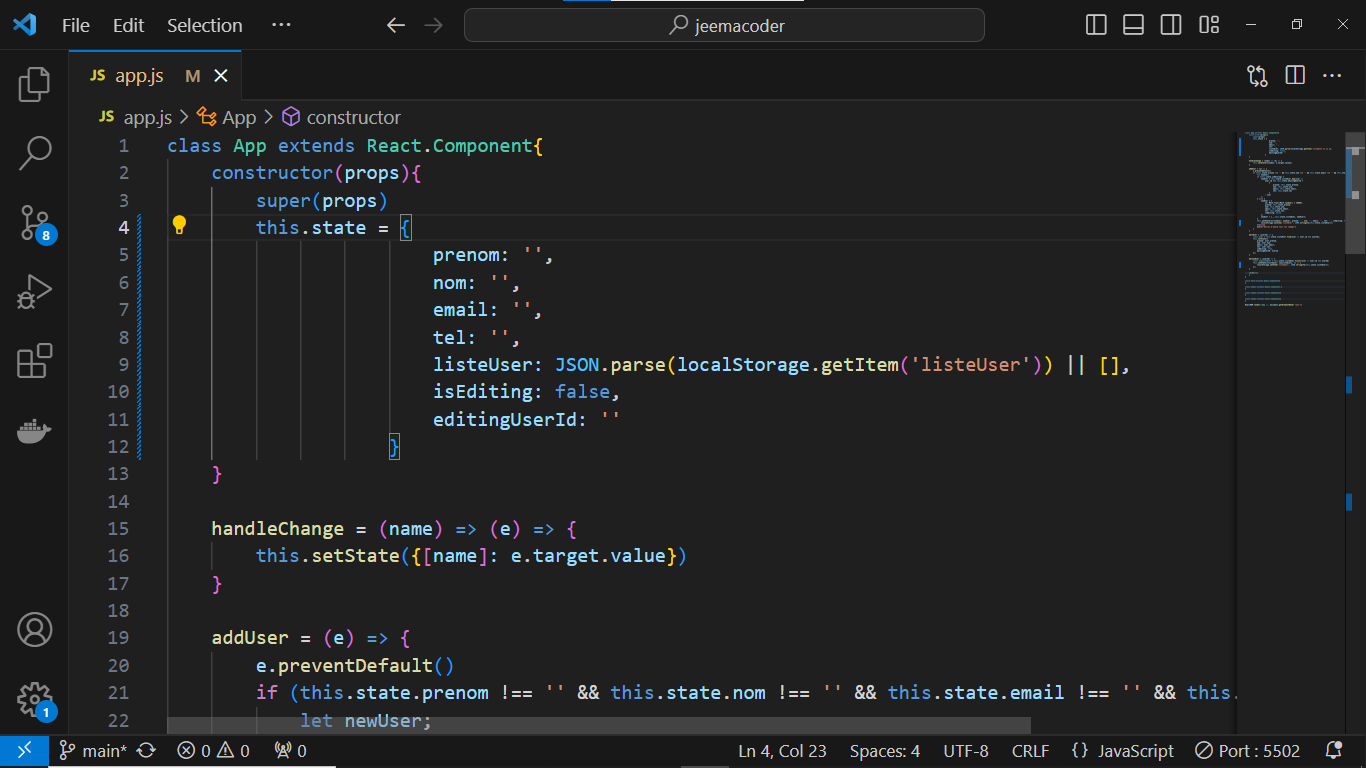 File Edit Selection ··· jeemacoder
JS app.js M
JS app.js > App > constructor
1 class App extends React.Component{
2 constructor(props){
3 super(props)
4 this.state = {
5 prenom: '',
6 nom: '',
7 email: '',
8 tel: '',
9 listeUser: JSON.parse(localStorage.getItem('listeUser')) || [],
10 isEditing: false,
11 editingUserId: ''
12 }
13 }
14
15 handleChange = (name) => (e) => {
16 this.setState({[name]: e.target.value})
17 }
18
19 addUser = (e) => {
20 e.preventDefault()
21 if (this.state.prenom !== '' && this.state.nom !== '' && this.state.email !== '' && this.
22 let newUser;
8
1
main* 0 0 0 Ln 4, Col 23 Spaces: 4 UTF-8 CRLF {} JavaScript Port : 5502